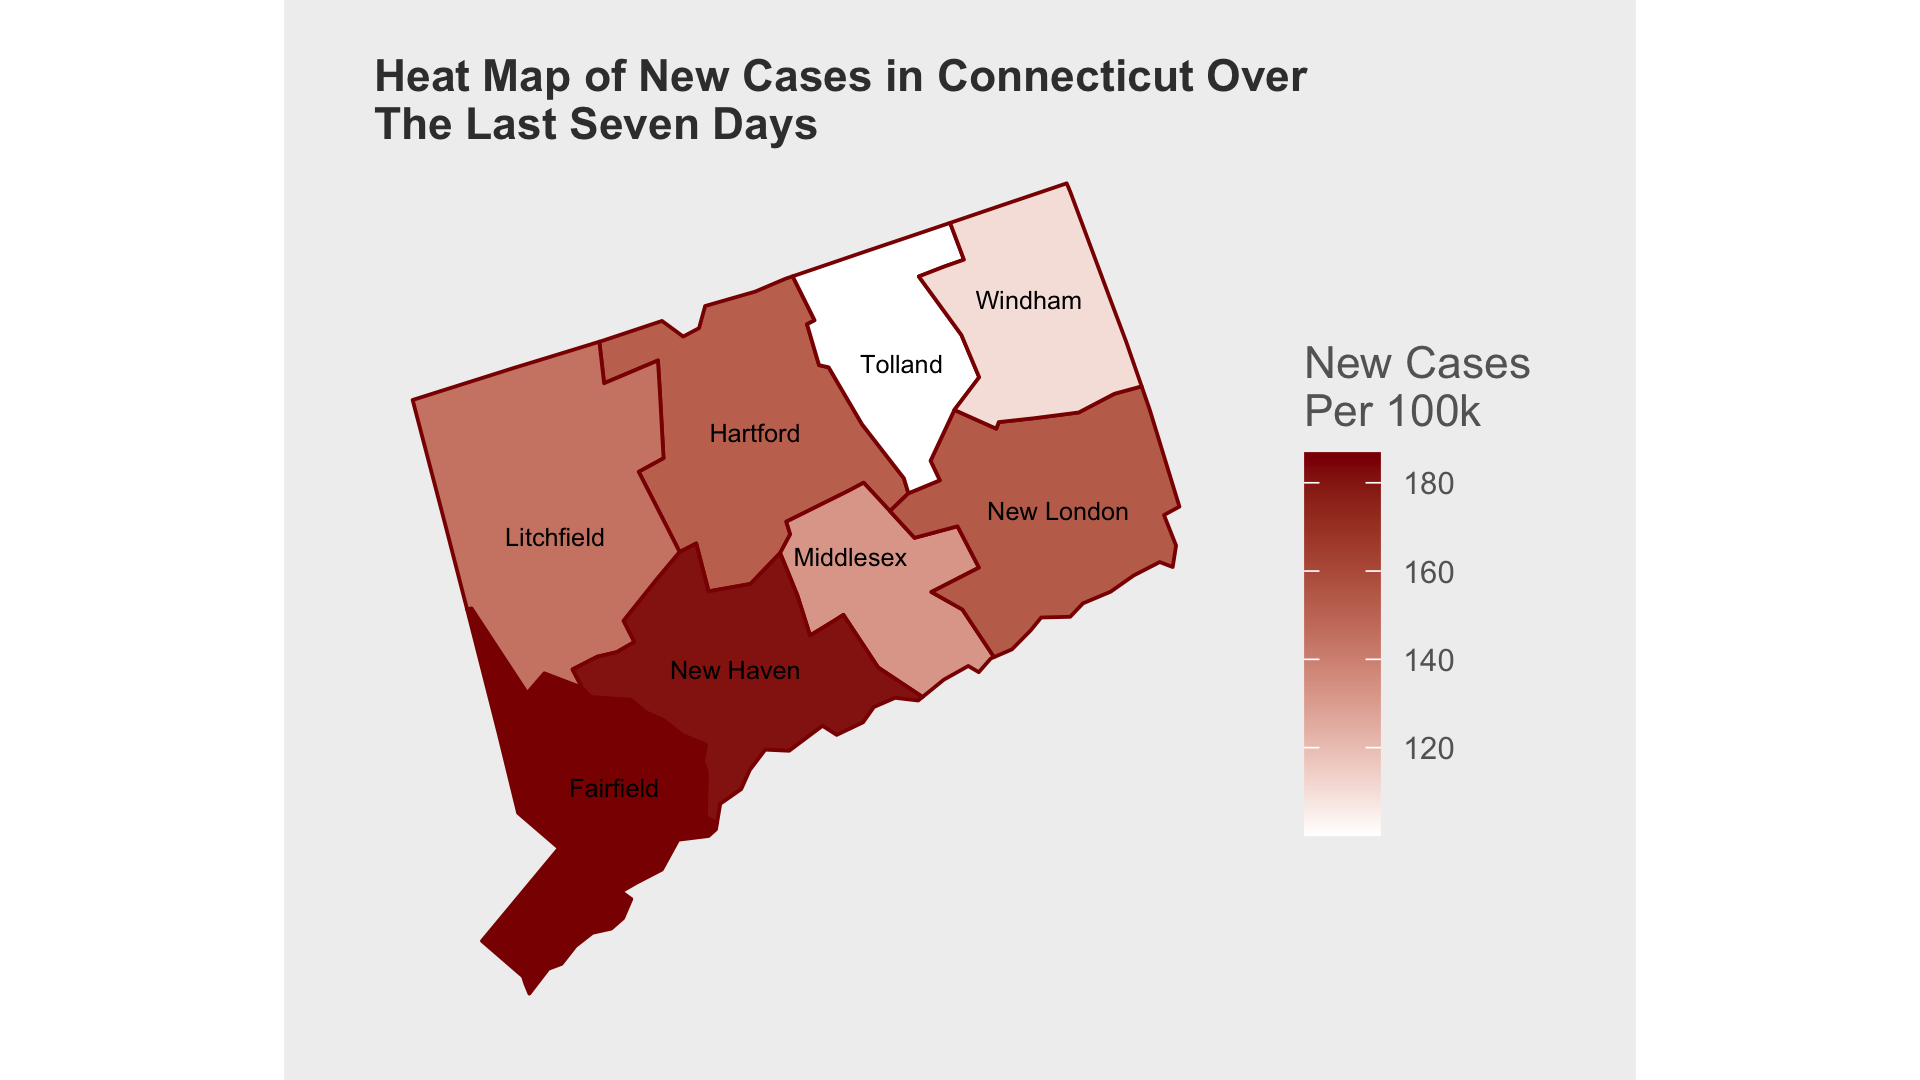 Heat Map of New Cases in Connecticut Over
The Last Seven Days
Windham
Tolland
Hartford
New London
Litchfield
Middlesex
New Haven
Fairfield
New Cases
Per 100k
180
160
140
120